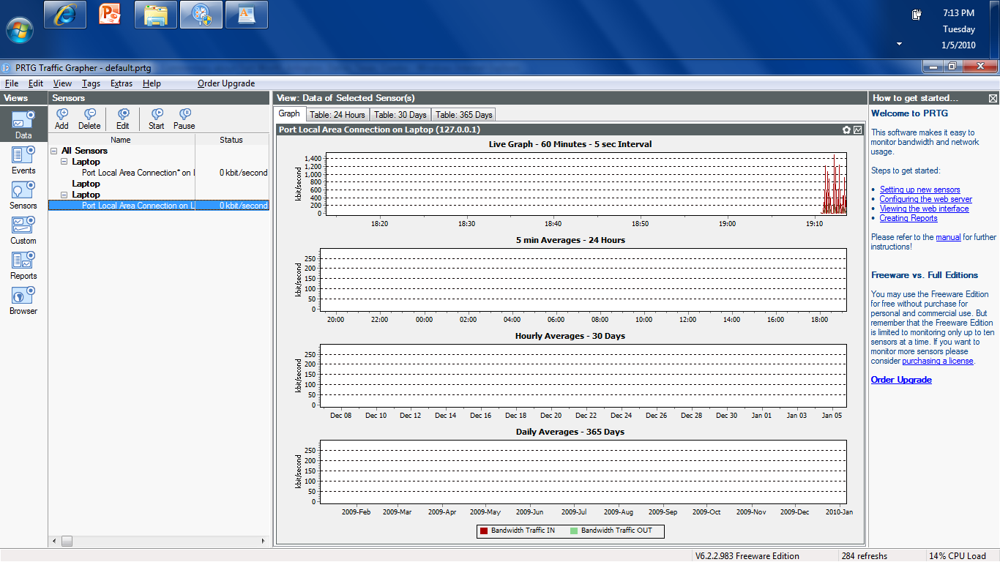 7:13 PM
Tuesday
1/5/2010
PRTG Traffic Grapher - default.prtg
File Edit View Tags Extras Help Order Upgrade
Views
Data
Events
Sensors
Custom
Reports
Browser
Sensors
Add Delete Edit Start Pause
Name Status
All Sensors
Laptop
Port Local Area Connection* on 0 kbit/second
Laptop
Laptop
Port Local Area Connection on L 0 kbit/second
View: Data of Selected Sensor(s)
Graph Table: 24 Hours Table: 30 Days Table: 365 Days
Port Local Area Connection on Laptop (127.0.0.1)
Live Graph - 60 Minutes - 5 sec Interval
kbit/second
1,400
1,200
1,000
800
600
400
200
0
18:20 18:30 18:40 18:50 19:00 19:10
5 min Averages - 24 Hours
kbit/second
250
200
150
100
50
0
20:00 22:00 00:00 02:00 04:00 06:00 08:00 10:00 12:00 14:00 16:00 18:00
Hourly Averages - 30 Days
kbit/second
250
200
150
100
50
0
Dec 08 Dec 10 Dec 12 Dec 14 Dec 16 Dec 18 Dec 20 Dec 22 Dec 24 Dec 26 Dec 28 Dec 30 Jan 01 Jan 03 Jan 05
Daily Averages - 365 Days
kbit/second
250
200
150
100
50
0
2009-Feb 2009-Mar 2009-Apr 2009-May 2009-Jun 2009-Jul 2009-Aug 2009-Sep 2009-Oct 2009-Nov 2009-Dec 2010-Jan
Bandwidth Traffic IN Bandwidth Traffic OUT
How to get started...
Welcome to PRTG
This software makes it easy to
monitor bandwidth and network
usage.
Steps to get started:
• Setting up new sensors
• Configuring the web server
• Viewing the web interface
• Creating Reports
Please refer to the manual for further
instructions!
Freeware vs. Full Editions
You may use the Freeware Edition
for free without purchase for
personal and commercial use. But
remember that the Freeware Edition
is limited to monitoring only up to ten
sensors at a time. If you want to
monitor more sensors please
consider purchasing a license.
Order Upgrade
V6.2.2.983 Freeware Edition 284 refreshs 14% CPU Load